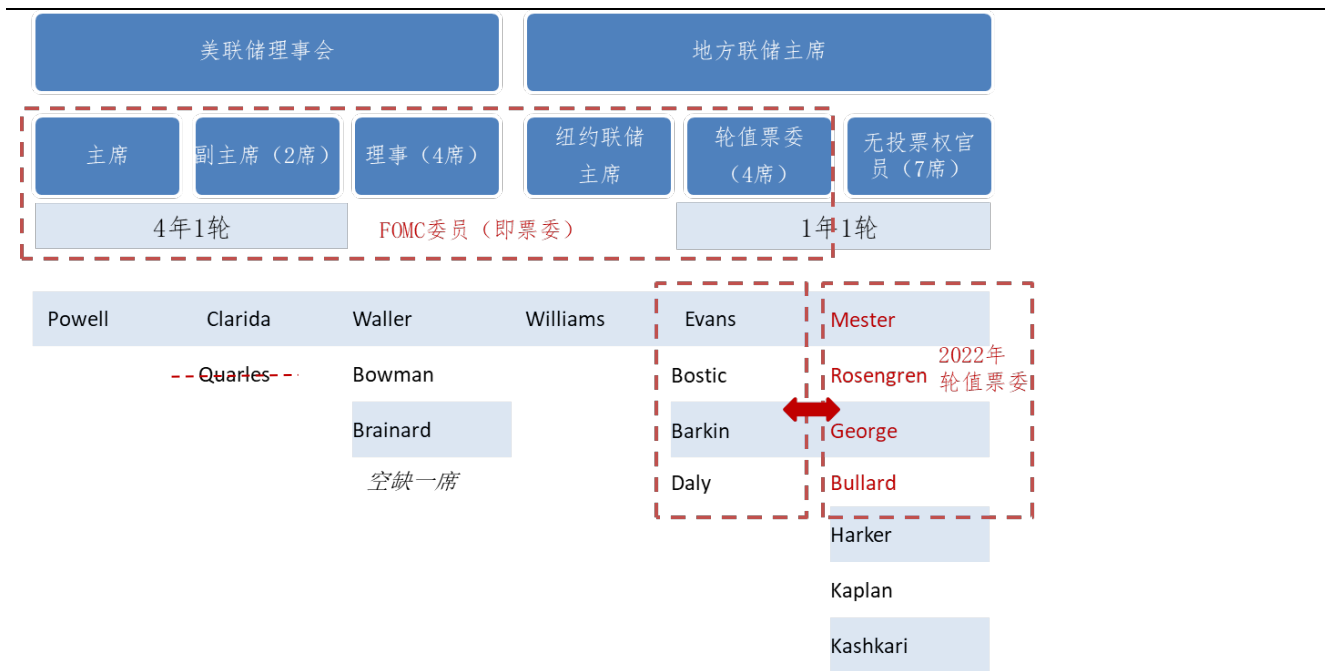 美联储理事会
地方联储主席
主席
副主席（2席）
理事（4席）
纽约联储
主席
轮值票委
（4席）
无投票权官
员（7席）
4年1轮
FOMC委员（即票委）
1年1轮
Powell
Clarida
Waller
Williams
Evans
Mester
2022年
轮值票委
Quarles
Bowman
Bostic
Rosengren
Brainard
Barkin
George
空缺一席
Daly
Bullard
Harker
Kaplan
Kashkari